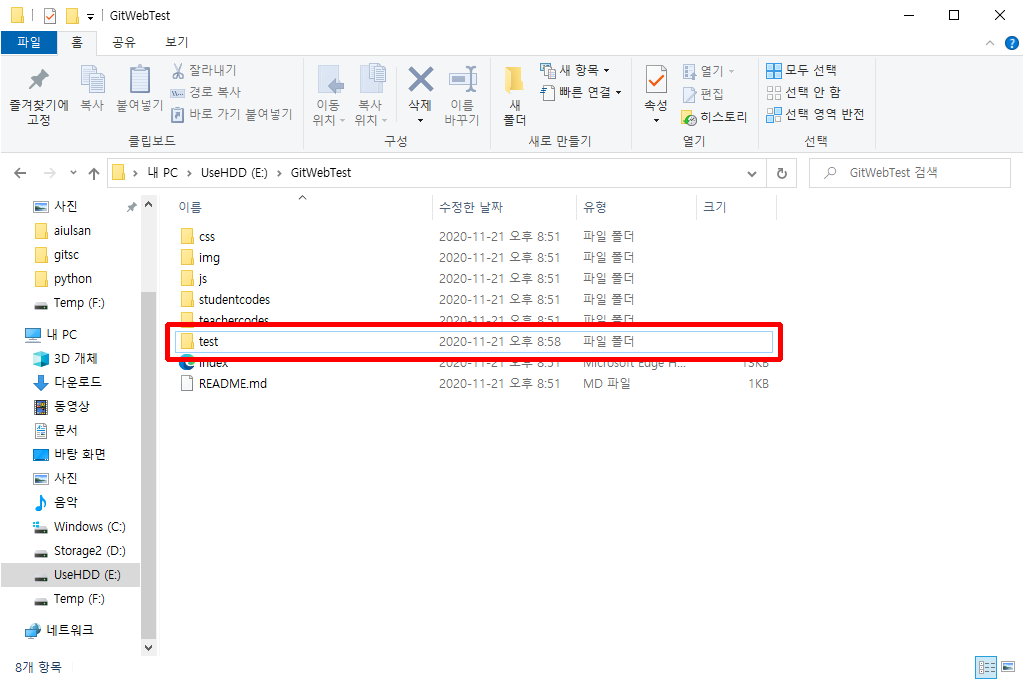 GitWebTest
파일 홈 공유 보기
즐겨찾기에 고정
복사
붙여넣기
잘라내기
경로 복사
바로 가기 붙여넣기
클립보드
이동 위치
복사 위치
삭제
이름 바꾸기
구성
새 폴더
새 항목
빠른 연결
새로 만들기
속성
열기
편집
히스토리
열기
모두 선택
선택 안 함
선택 영역 반전
선택
내 PC › UseHDD (E:) › GitWebTest
GitWebTest 검색
사진
aiulsan
gitsc
python
Temp (F:)
내 PC
3D 개체
다운로드
동영상
문서
바탕 화면
사진
음악
Windows (C:)
Storage2 (D:)
UseHDD (E:)
Temp (F:)
네트워크
이름 수정한 날짜 유형 크기
css 2020-11-21 오후 8:51 파일 폴더
img 2020-11-21 오후 8:51 파일 폴더
js 2020-11-21 오후 8:51 파일 폴더
studentcodes 2020-11-21 오후 8:51 파일 폴더
teachercodes 2020-11-21 오후 8:51 파일 폴더
test 2020-11-21 오후 8:58 파일 폴더
index 2020-11-21 오후 8:51 Microsoft Edge H... 13KB
README.md 2020-11-21 오후 8:51 MD 파일 1KB
8개 항목